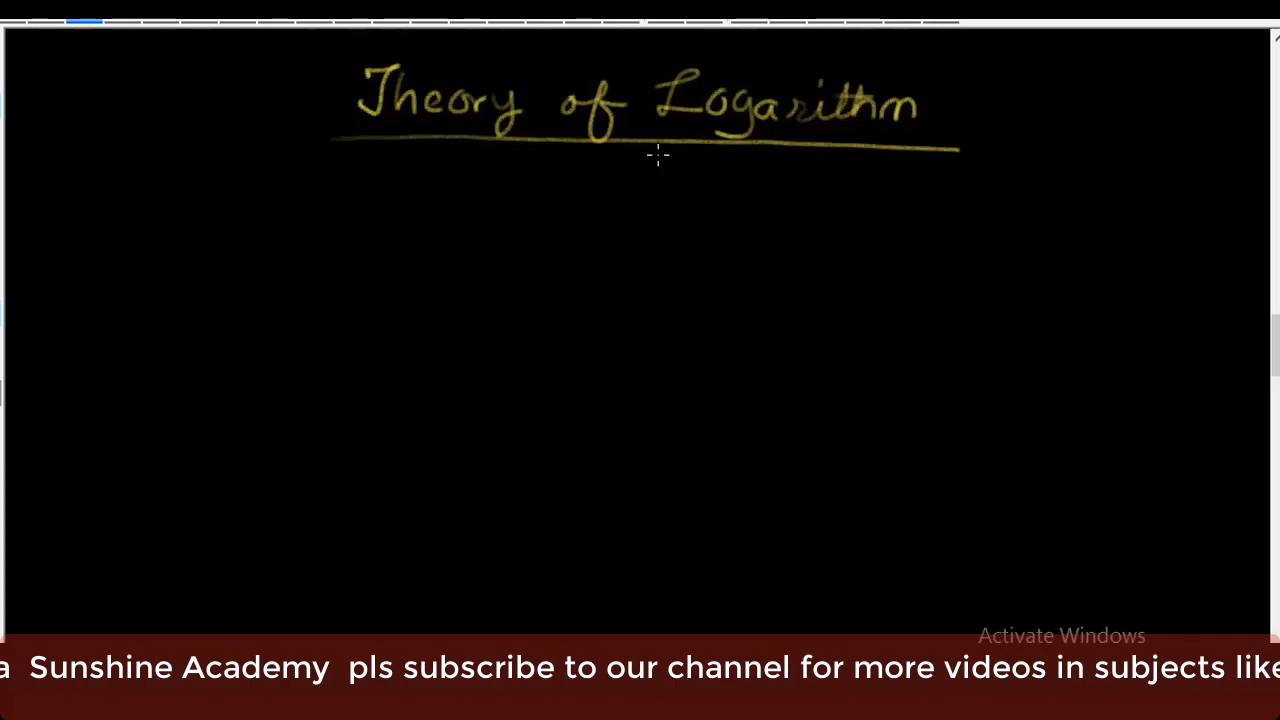 Theory of Logarithm
Activate Windows
a Sunshine Academy pls subscribe to our channel for more videos in subjects like